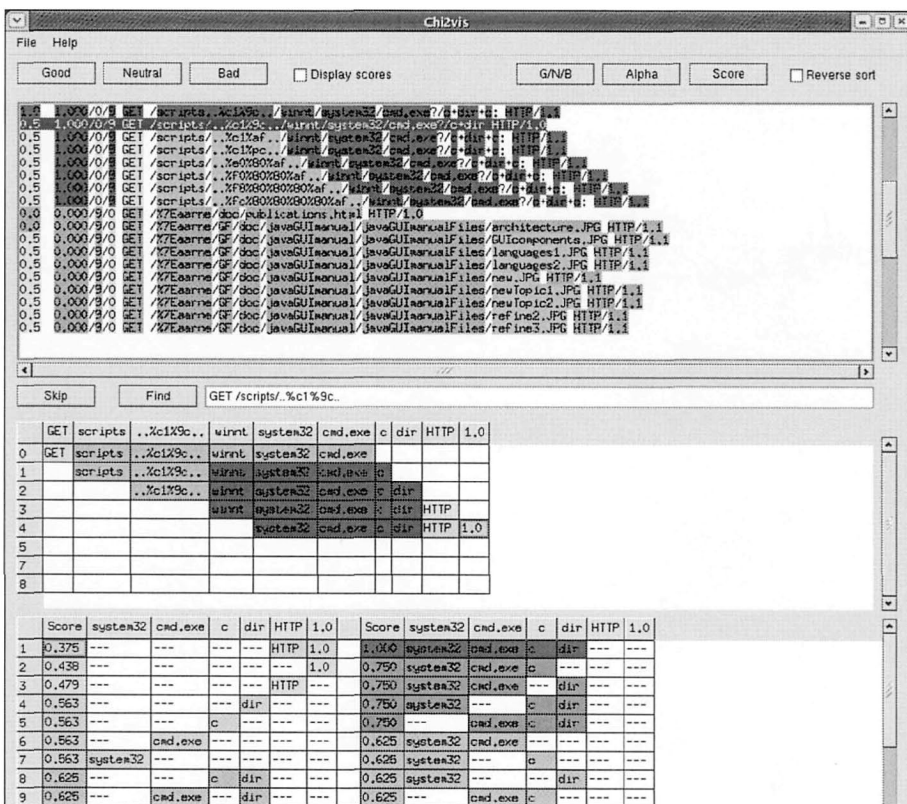 Chi2vis
File Help
Good Neutral Bad Display scores G/N/B Alpha Score Reverse sort
1.0 1.000/0/9 GET /scripts..%c1%9c../winnt/system32/cmd.exe?/c+dir+c: HTTP/1.1
0.5 1.000/0/9 GET /scripts/..%c1%9c../winnt/system32/cmd.exe?/c+dir HTTP/1.0
0.5 1.000/0/9 GET /scripts/..%c1%af../winnt/system32/cmd.exe?/c+dir+c: HTTP/1.1
0.5 1.000/0/9 GET /scripts/..%c1%pc../winnt/system32/cmd.exe?/c+dir+c: HTTP/1.1
0.5 1.000/0/9 GET /scripts/..%e0%80%af../winnt/system32/cmd.exe?/c+dir+c: HTTP/1.1
0.5 1.000/0/9 GET /scripts/..%f0%80%80%af../winnt/system32/cmd.exe?/c+dir+c: HTTP/1.1
0.5 1.000/0/9 GET /scripts/..%f8%80%80%80%af../winnt/system32/cmd.exe?/c+dir+c: HTTP/1.1
0.5 1.000/0/9 GET /scripts/..%fc%80%80%80%80%af../winnt/system32/cmd.exe?/c+dir+c: HTTP/1.1
0.0 0.000/9/0 GET /%7Eaarne/doc/publications.html HTTP/1.0
0.0 0.000/9/0 GET /%7Eaarne/GF/doc/javaGUImanual/javaGUImanualFiles/architecture.JPG HTTP/1.1
0.5 0.000/9/0 GET /%7Eaarne/GF/doc/javaGUImanual/javaGUImanualFiles/GUIcomponents.JPG HTTP/1.1
0.5 0.000/9/0 GET /%7Eaarne/GF/doc/javaGUImanual/javaGUImanualFiles/languages1.JPG HTTP/1.1
0.5 0.000/9/0 GET /%7Eaarne/GF/doc/javaGUImanual/javaGUImanualFiles/languages2.JPG HTTP/1.1
0.5 0.000/9/0 GET /%7Eaarne/GF/doc/javaGUImanual/javaGUImanualFiles/new.JPG HTTP/1.1
0.5 0.000/9/0 GET /%7Eaarne/GF/doc/javaGUImanual/javaGUImanualFiles/newTopic1.JPG HTTP/1.1
0.5 0.000/9/0 GET /%7Eaarne/GF/doc/javaGUImanual/javaGUImanualFiles/newTopic2.JPG HTTP/1.1
0.5 0.000/9/0 GET /%7Eaarne/GF/doc/javaGUImanual/javaGUImanualFiles/refine2.JPG HTTP/1.1
0.5 0.000/9/0 GET /%7Eaarne/GF/doc/javaGUImanual/javaGUImanualFiles/refine3.JPG HTTP/1.1
Skip Find GET /scripts/..%c1%9c..
GET scripts ..%c1%9c.. winnt system32 cmd.exe c dir HTTP 1.0
0 GET scripts ..%c1%9c.. winnt system32 cmd.exe
1 scripts ..%c1%9c.. winnt system32 cmd.exe c
2 ..%c1%9c.. winnt system32 cmd.exe c dir
3 winnt system32 cmd.exe c dir HTTP
4 system32 cmd.exe c dir HTTP 1.0
5
7
8
Score system32 cmd.exe c dir HTTP 1.0 Score system32 cmd.exe c dir HTTP 1.0
1 0.375 --- --- --- --- HTTP 1.0 1.000 system32 cmd.exe c dir --- ---
2 0.438 --- --- --- --- --- 1.0 0.750 system32 cmd.exe c --- --- ---
3 0.479 --- --- --- --- HTTP --- 0.750 system32 cmd.exe --- dir --- ---
4 0.563 --- --- --- dir --- --- 0.750 system32 --- c dir --- ---
5 0.563 --- --- c --- --- --- 0.750 --- cmd.exe c dir --- ---
6 0.563 --- cmd.exe --- --- --- --- 0.625 system32 cmd.exe --- --- --- ---
7 0.563 system32 --- --- --- --- --- 0.625 system32 --- c --- --- ---
8 0.625 --- --- c dir --- --- 0.625 system32 --- --- dir --- ---
9 0.625 --- cmd.exe --- dir --- --- 0.625 --- cmd.exe c --- --- ---